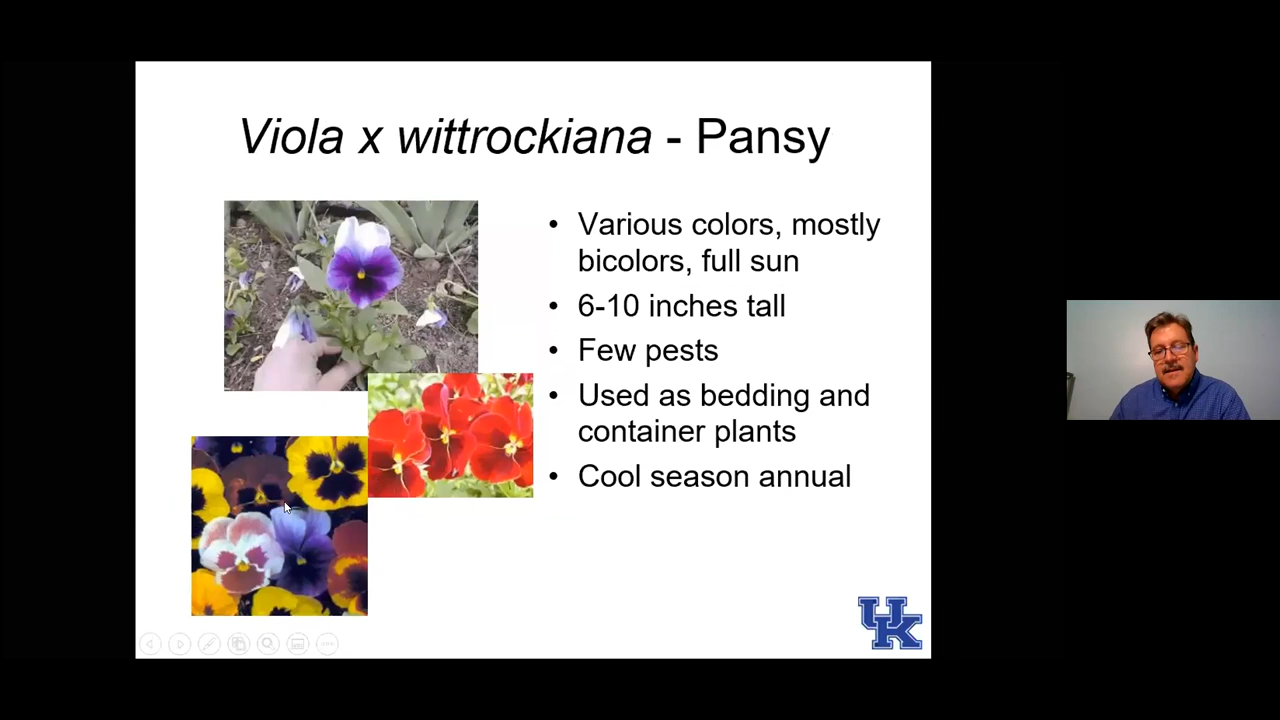 Viola x wittrockiana - Pansy
• Various colors, mostly
bicolors, full sun
• 6-10 inches tall
• Few pests
• Used as bedding and
container plants
• Cool season annual
UK